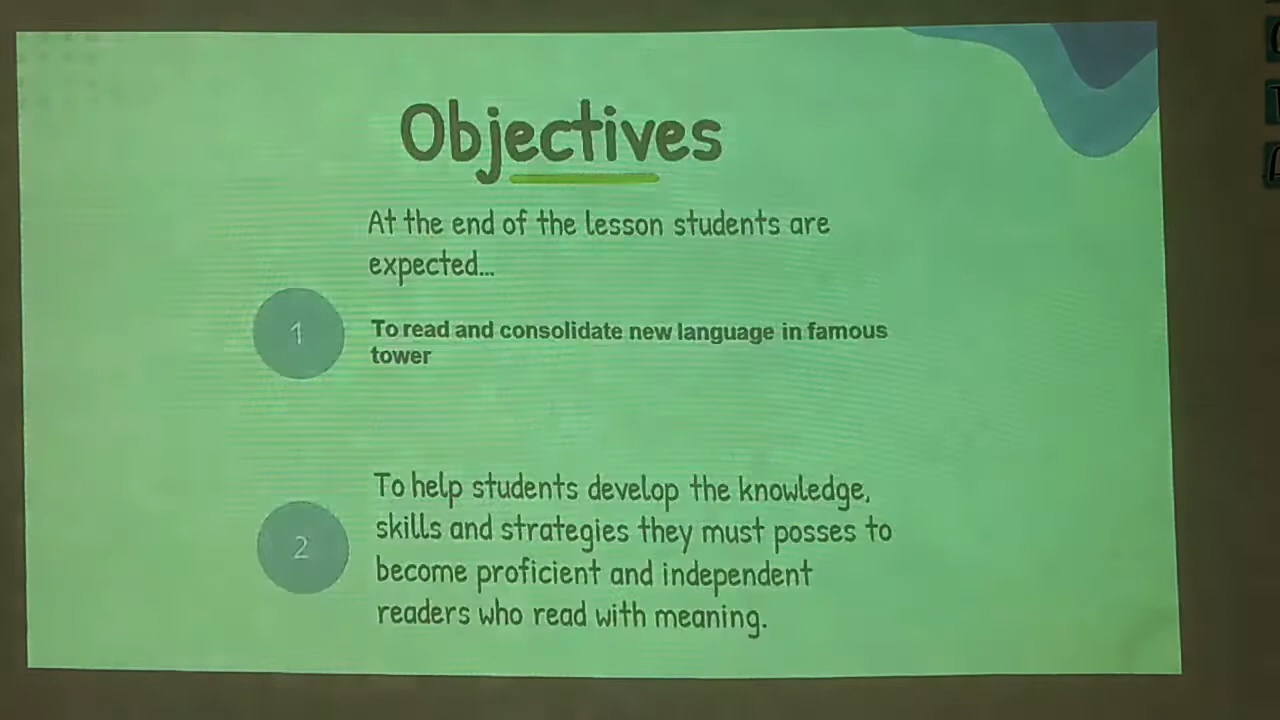 Objectives
At the end of the lesson students are
expected...
1
To read and consolidate new language in famous
tower
2
To help students develop the knowledge,
skills and strategies they must posses to
become proficient and independent
readers who read with meaning.